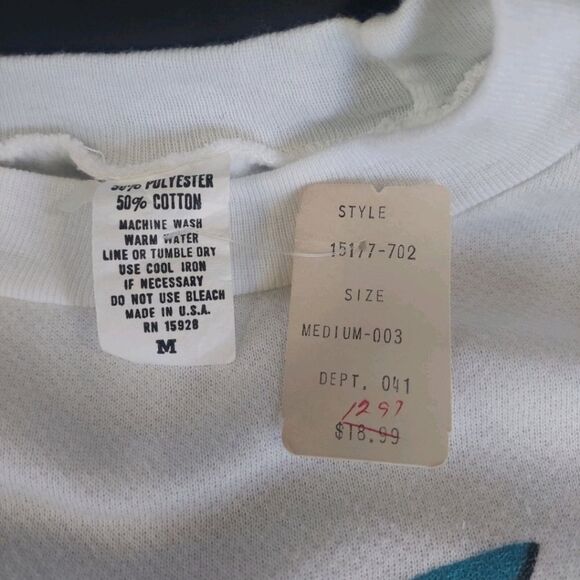 50% POLYESTER
50% COTTON
MACHINE WASH
WARM WATER
LINE OR TUMBLE DRY
USE COOL IRON
IF NECESSARY
DO NOT USE BLEACH
MADE IN U.S.A.
RN 15928
M
STYLE
15177-702
SIZE
MEDIUM-003
DEPT. 041
12 97
$18.99